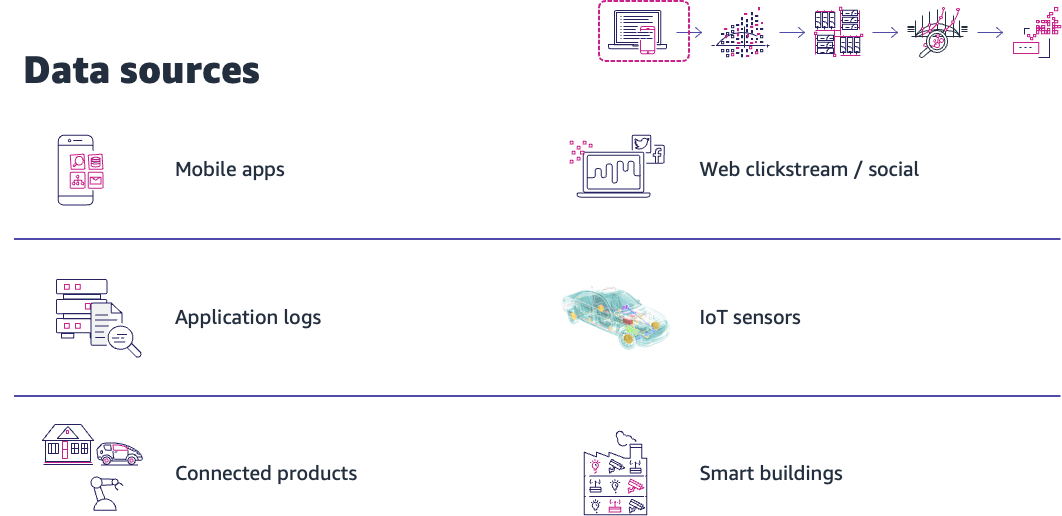 Data sources
Mobile apps
Web clickstream / social
Application logs
IoT sensors
Connected products
Smart buildings